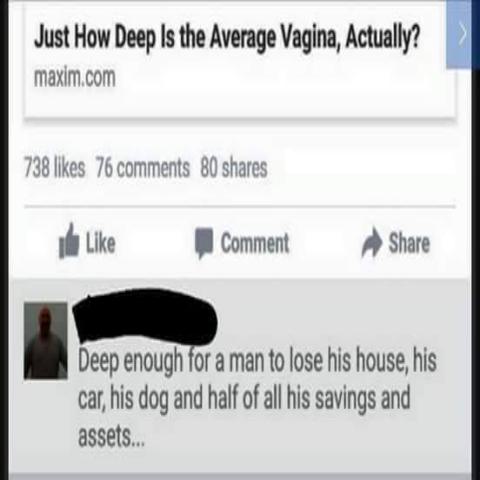 Just How Deep Is the Average Vagina, Actually?
maxim.com
738 likes 76 comments 80 shares
Like Comment Share
Deep enough for a man to lose his house, his
car, his dog and half of all his savings and
assets...